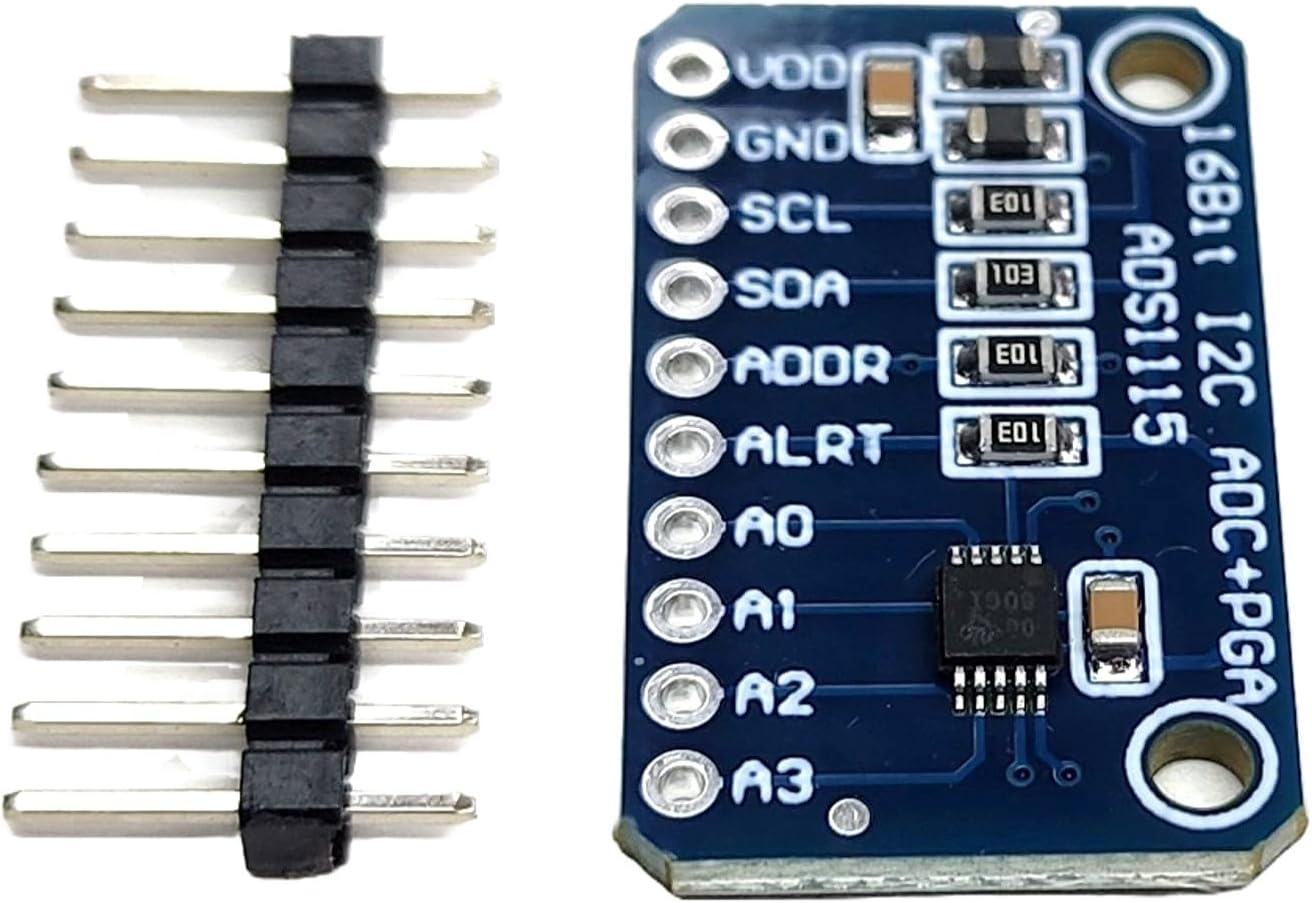 VDD
GND
SCL
SDA
ADDR
ALRT
A0
A1
A2
A3
103
103
103
103
16Bit I2C ADC+PGA
ADS1115